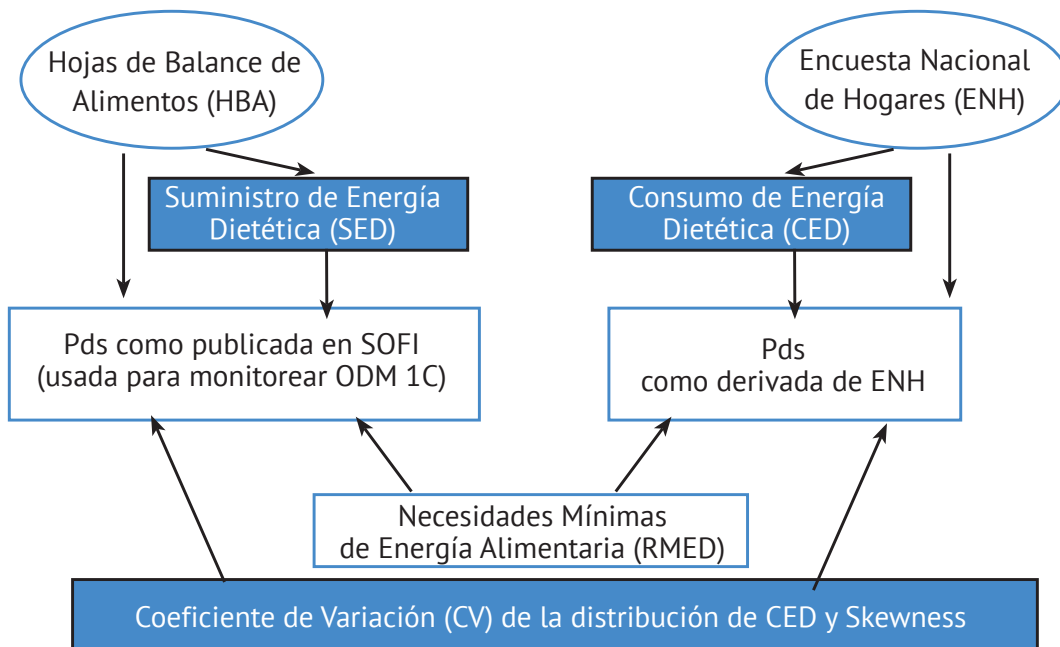 Hojas de Balance de
Alimentos (HBA)
Encuesta Nacional
de Hogares (ENH)
Suministro de Energía
Dietética (SED)
Consumo de Energía
Dietética (CED)
Pds como publicada en SOFI
(usada para monitorear ODM 1C)
Pds
como derivada de ENH
Necesidades Mínimas
de Energía Alimentaria (RMED)
Coeficiente de Variación (CV) de la distribución de CED y Skewness